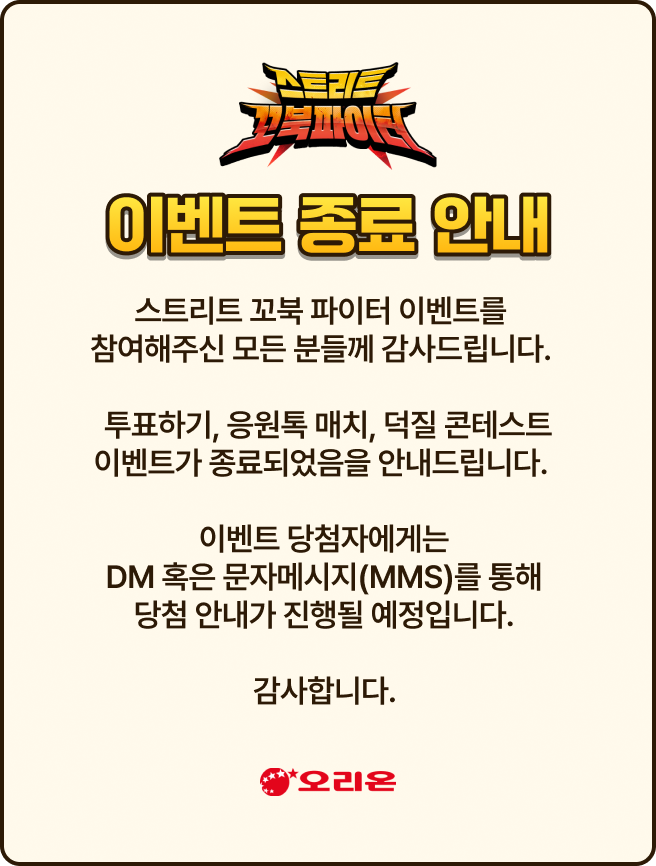 스트리트
꼬북파이터
이벤트 종료 안내
스트리트 꼬북 파이터 이벤트를
참여해주신 모든 분들께 감사드립니다.
투표하기, 응원톡 매치, 덕질 콘테스트
이벤트가 종료되었음을 안내드립니다.
이벤트 당첨자에게는
DM 혹은 문자메시지(MMS)를 통해
당첨 안내가 진행될 예정입니다.
감사합니다.
오리온